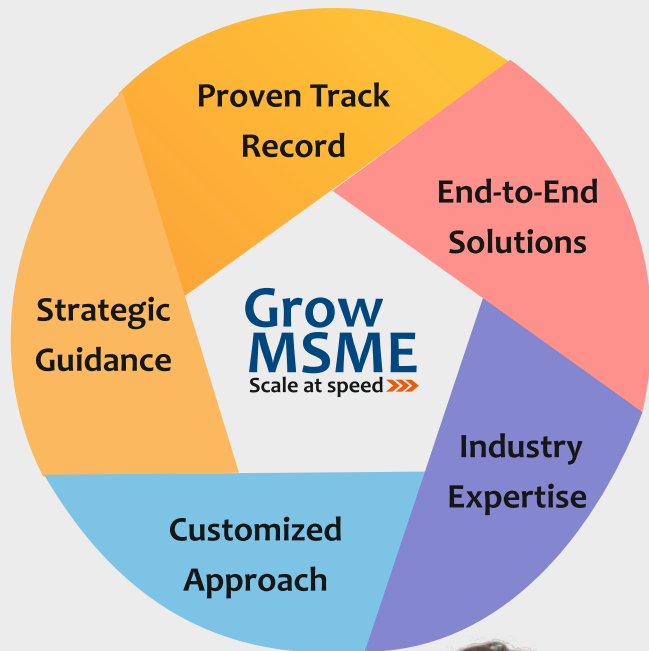 Proven Track
Record
End-to-End
Solutions
Strategic
Guidance
Grow
MSME
Scale at speed
Industry
Expertise
Customized
Approach